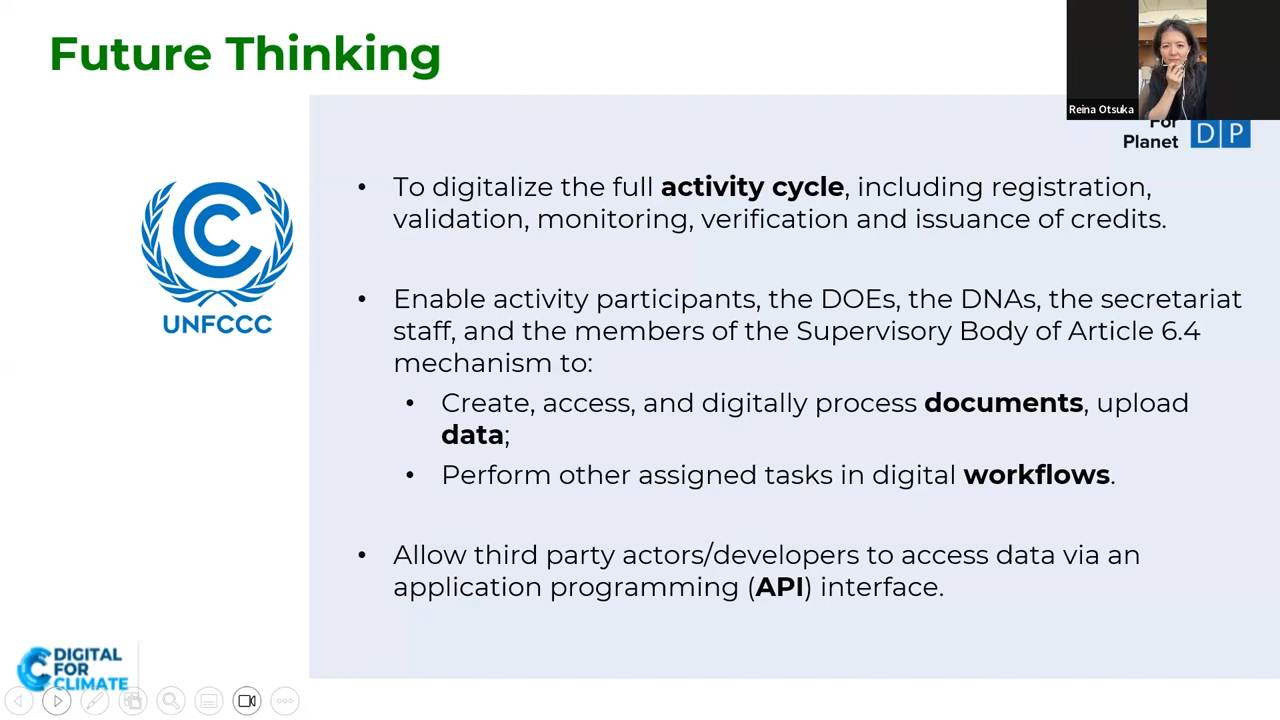 Future Thinking
Reina Otsuka
For
Planet
D P
• To digitalize the full activity cycle, including registration,
validation, monitoring, verification and issuance of credits.
UNFCCC
• Enable activity participants, the DOEs, the DNAs, the secretariat
staff, and the members of the Supervisory Body of Article 6.4
mechanism to:
• Create, access, and digitally process documents, upload
data;
• Perform other assigned tasks in digital workflows.
• Allow third party actors/developers to access data via an
application programming (API) interface.
DIGITAL
FOR
CLIMATE